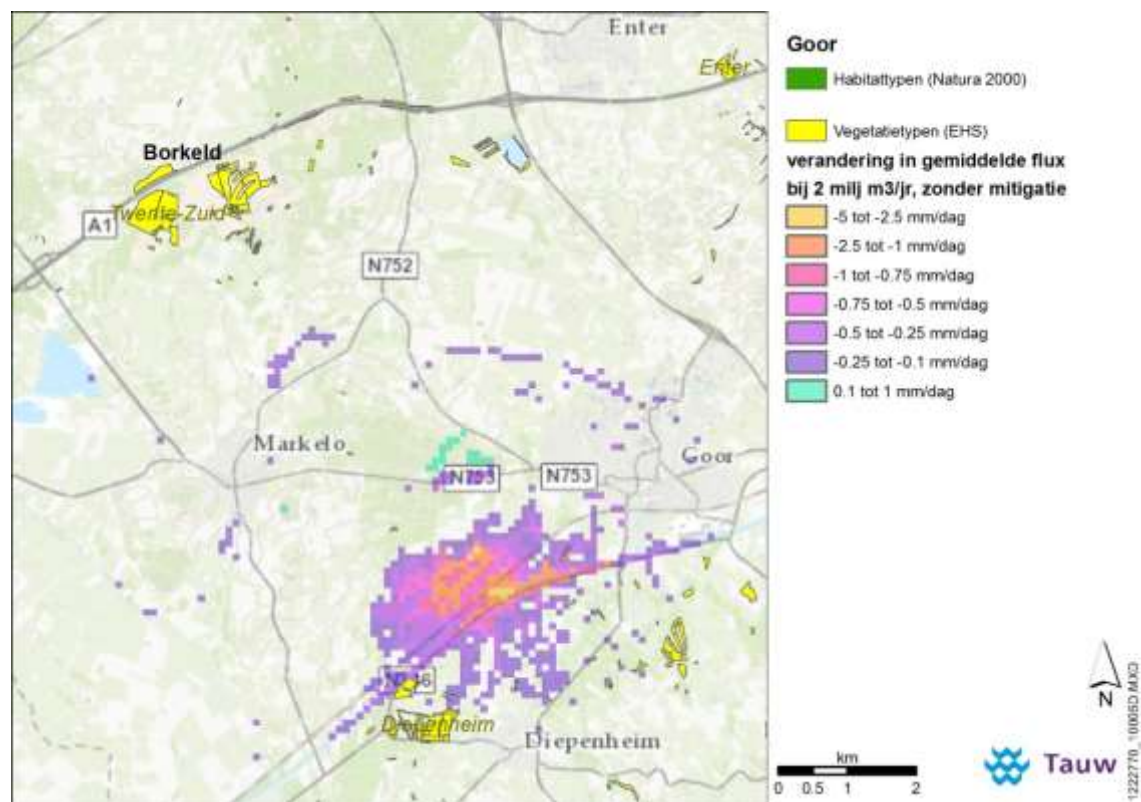 Enter
Enter
Borkeld
Twente-Zuid
A1
N752
Markelo
N753
N753
Goor
Diepenheim
Diepenheim
Goor
Habitattypen (Natura 2000)
Vegetatietypen (EHS)
verandering in gemiddelde flux
bij 2 milj m3/jr, zonder mitigatie
-5 tot -2.5 mm/dag
-2.5 tot -1 mm/dag
-1 tot -0.75 mm/dag
-0.75 tot -0.5 mm/dag
-0.5 tot -0.25 mm/dag
-0.25 tot -0.1 mm/dag
0.1 tot 1 mm/dag
N
km
0 0.5 1 2
Tauw